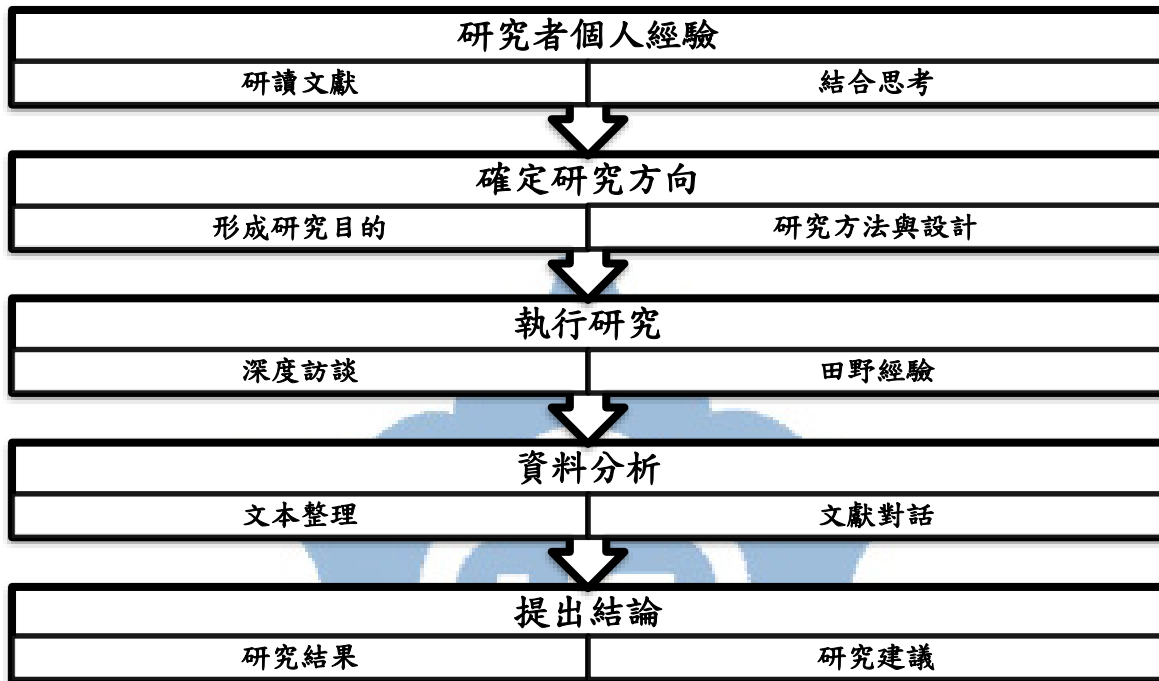 研究者個人經驗
研讀文獻 結合思考
確定研究方向
形成研究目的 研究方法與設計
執行研究
深度訪談 田野經驗
資料分析
文本整理 文獻對話
提出結論
研究結果 研究建議